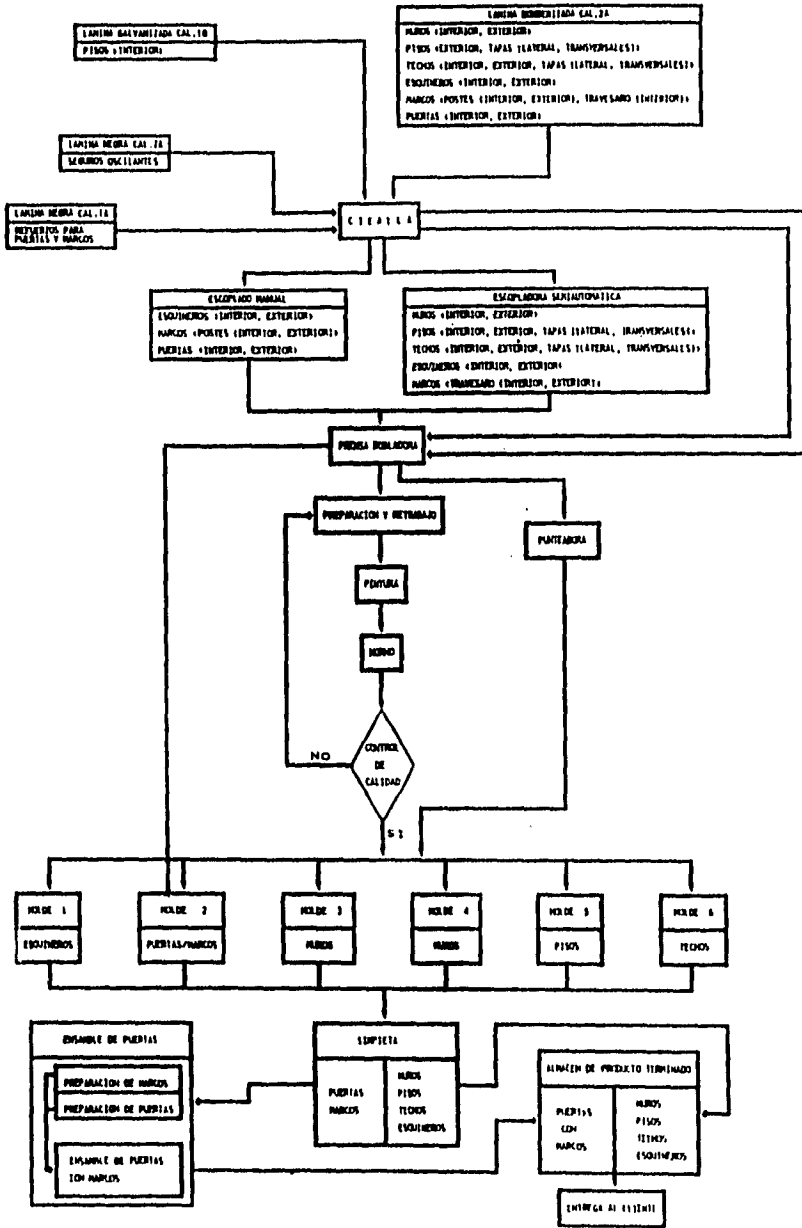 LAMINA GALVANIZADA CAL.18
PISOS (INTERIOR)
LAMINA BONDERIZADA CAL.24
MUROS (INTERIOR, EXTERIOR)
PISOS (EXTERIOR, TAPAS (LATERAL, TRANSVERSALES))
TECHOS (INTERIOR, EXTERIOR, TAPAS (LATERAL, TRANSVERSALES))
ESQUINEROS (INTERIOR, EXTERIOR)
MARCOS (POSTES (INTERIOR, EXTERIOR), TRAVESAÑO
PUERTAS (INTERIOR, EXTERIOR)
LAMINA NEGRA
SEGUROS OSCILANTES
LAMINA NEGRA
REFUERZOS PARA
PUERTAS Y MARCOS
CIZALLA
ESCOPLADO MANUAL
ESQUINEROS (INTERIOR, EXTERIOR)
MARCOS (POSTES (INTERIOR, EXTERIOR))
PUERTAS (INTERIOR, EXTERIOR)
ESCOPLADORA SEMIAUTOMATICA
MUROS (INTERIOR, EXTERIOR)
PISOS (INTERIOR, EXTERIOR, TAPAS (LATERAL, TRANSVERSALES))
TECHOS (INTERIOR, EXTERIOR, TAPAS (LATERAL, TRANSVERSALES))
ESQUINEROS (INTERIOR, EXTERIOR)
MARCOS (TRAVESAÑO (INTERIOR, EXTERIOR))
PRENSA DOBLADORA
PREPARACION Y RETRABAJO
PUNTEADORA
PINTURA
HORNO
CONTROL
DE
CALIDAD
NO
SI
MOLDE 1
ESQUINEROS
MOLDE 2
PUERTAS/MARCOS
MOLDE 3
MUROS
MOLDE 4
MUROS
MOLDE 5
PISOS
MOLDE 6
TECHOS
ENSAMBLE DE PUERTAS
PREPARACION DE MARCOS
PREPARACION DE PUERTAS
ENSAMBLE DE PUERTAS
CON MARCOS
LIMPIEZA
PUERTAS
MARCOS
MUROS
PISOS
TECHOS
ESQUINEROS
ALMACEN DE PRODUCTO TERMINADO
PUERTAS
CON
MARCOS
MUROS
PISOS
TECHOS
ESQUINEROS
ENTREGA AL CLIENTE